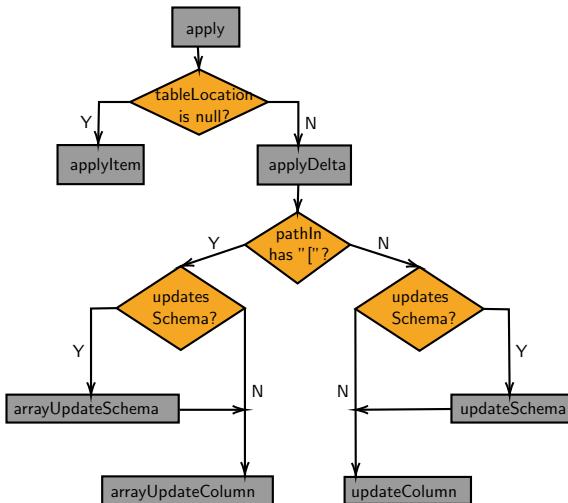 apply
tableLocation
is null?
Y
N
applyItem
applyDelta
pathIn
has "["?
Y
N
updates
Schema?
updates
Schema?
Y
Y
N
N
arrayUpdateSchema
updateSchema
arrayUpdateColumn
updateColumn